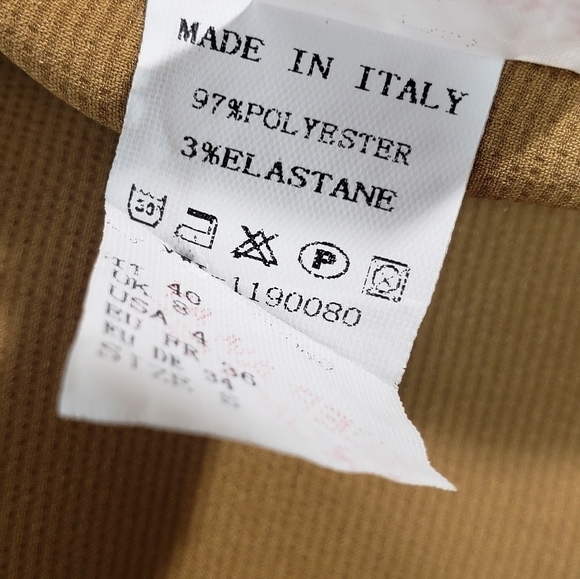 MADE IN ITALY
97%POLYESTER
3%ELASTANE
30 P
1190080
IT 40
UK 8
USA 4
EU FR 36
EU DE 34
SIZE S